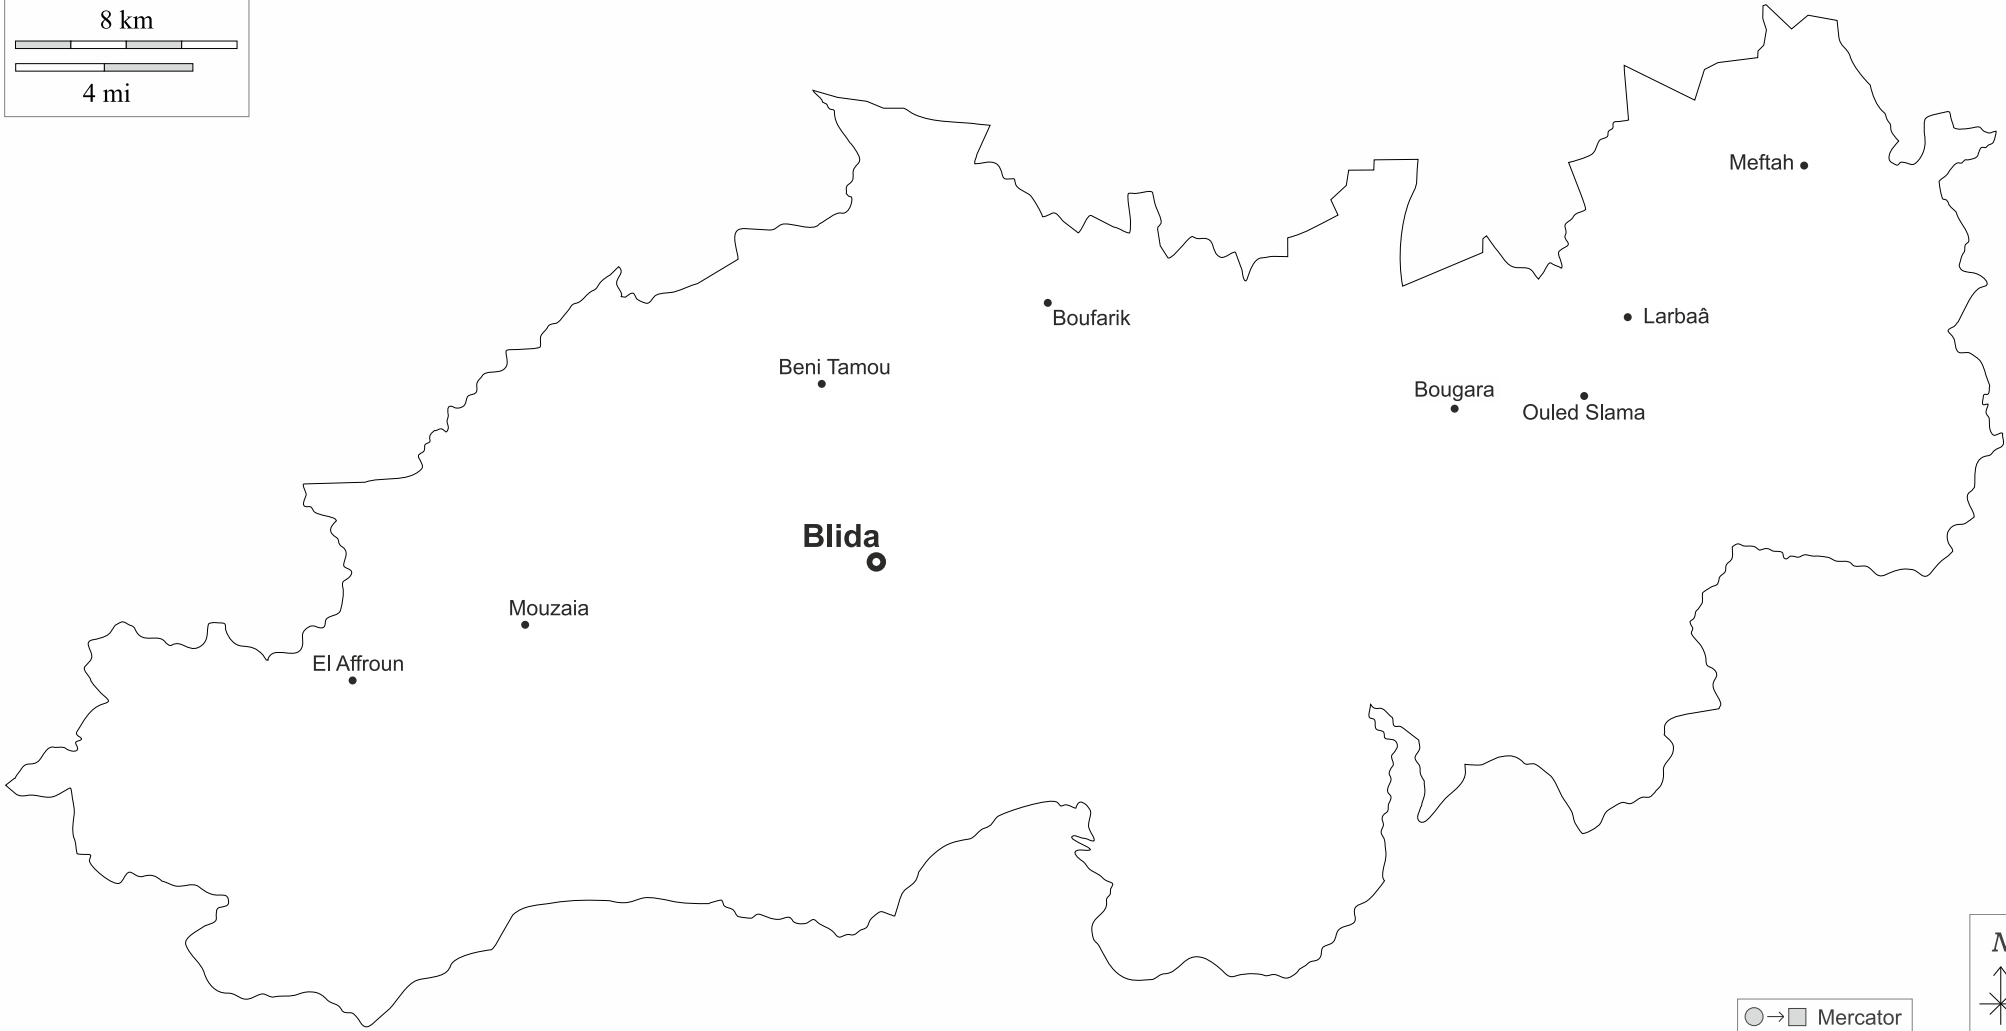 8 km
4 mi
Meftah
Boufarik
Larbaâ
Beni Tamou
Bougara
Ouled Slama
Blida
Mouzaia
El Affroun
N
Mercator